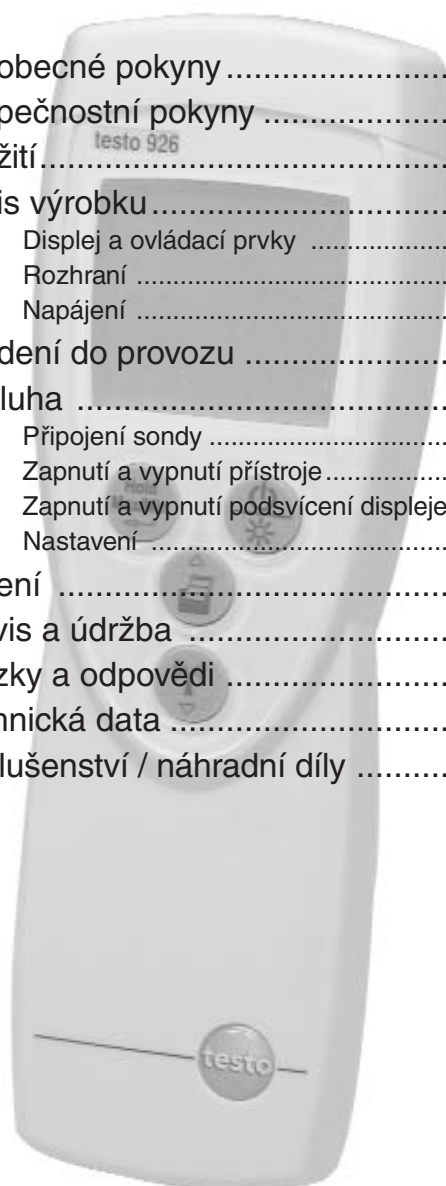 obecné pokyny ........................
pečnostní pokyny ....................
testo 926
žití ..............................................
is výrobku .................................
Displej a ovládací prvky ..................
Rozhraní ........................................
Napájení ........................................
dení do provozu ......................
luha .........................................
Připojení sondy ...............................
Zapnutí a vypnutí přístroje ...............
Zapnutí a vypnutí podsvícení displeje
Nastavení .......................................
Hold
ení ...........................................
vis a údržba ............................
zky a odpovědi ........................
hnická data ..............................
lušenství / náhradní díly ..........
testo